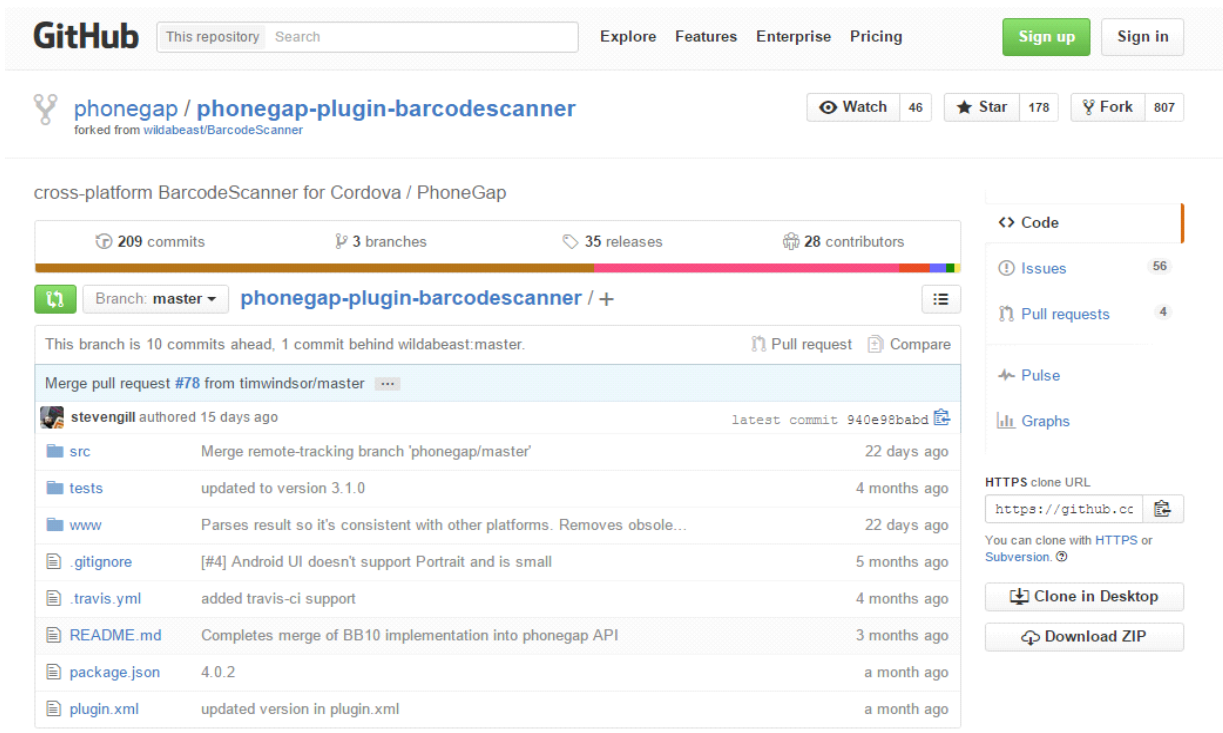 GitHub This repository Search Explore Features Enterprise Pricing Sign up Sign in
phonegap / phonegap-plugin-barcodescanner Watch 46 Star 178 Fork 807
forked from wildabeast/BarcodeScanner
cross-platform BarcodeScanner for Cordova / PhoneGap
209 commits 3 branches 35 releases 28 contributors
Branch: master phonegap-plugin-barcodescanner / +
This branch is 10 commits ahead, 1 commit behind wildabeast:master. Pull request Compare
Merge pull request #78 from timwindsor/master ...
stevengill authored 15 days ago latest commit 940e98babd
src Merge remote-tracking branch 'phonegap/master' 22 days ago
tests updated to version 3.1.0 4 months ago
www Parses result so it's consistent with other platforms. Removes obsole... 22 days ago
.gitignore [#4] Android UI doesn't support Portrait and is small 5 months ago
.travis.yml added travis-ci support 4 months ago
README.md Completes merge of BB10 implementation into phonegap API 3 months ago
package.json 4.0.2 a month ago
plugin.xml updated version in plugin.xml a month ago
Code
Issues 56
Pull requests 4
Pulse
Graphs
HTTPS clone URL
https://github.cc
You can clone with HTTPS or
Subversion.
Clone in Desktop
Download ZIP